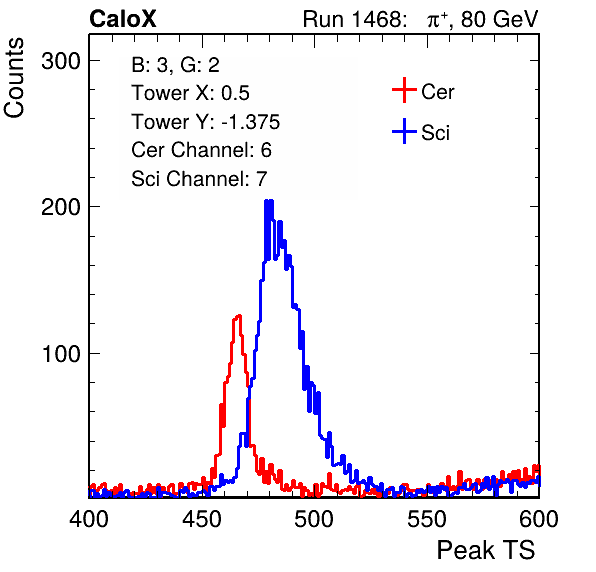 CaloX
Run 1468: π⁺, 80 GeV
Counts
B: 3, G: 2
Tower X: 0.5
Tower Y: -1.375
Cer Channel: 6
Sci Channel: 7
Cer
Sci
300
200
100
400 450 500 550 600
Peak TS